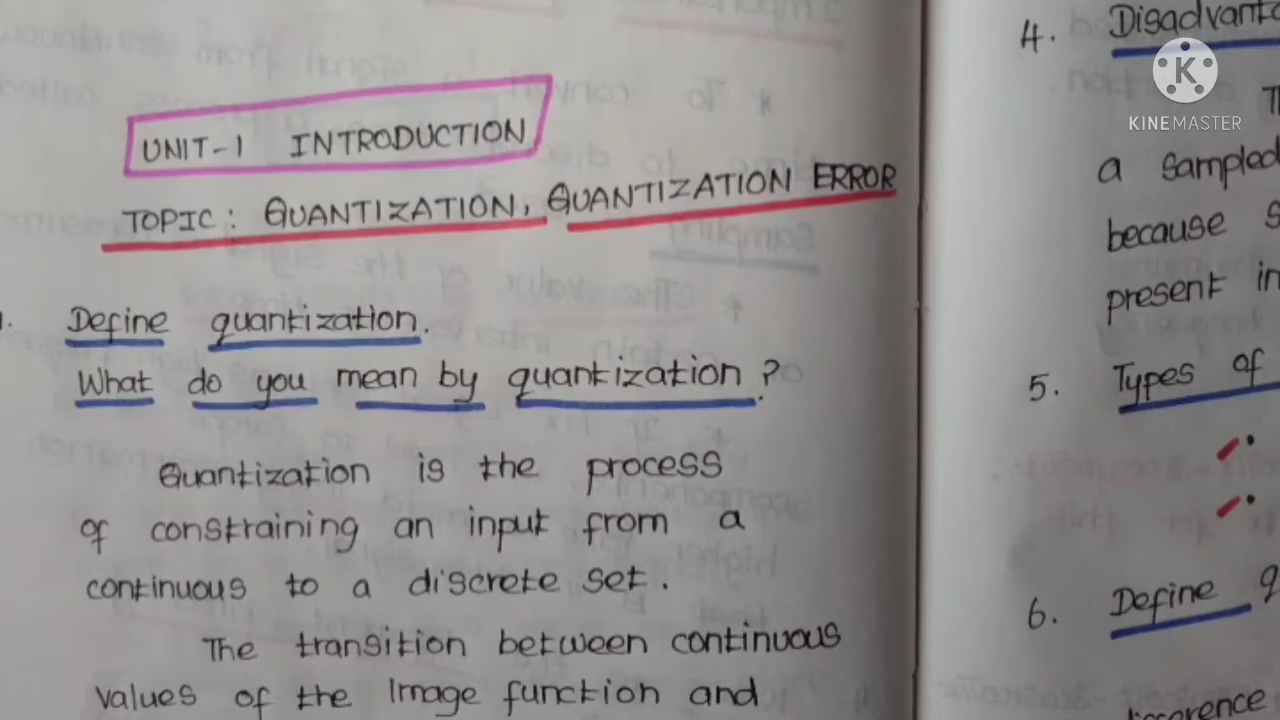 UNIT-1 INTRODUCTION
TOPIC: QUANTIZATION, QUANTIZATION ERROR
Define quantization.
What do you mean by quantization?
Quantization is the process
of constraining an input from a
continuous to a discrete set.
The transition between continuous
values of the Image function and
4.
a sampled
because
present in
5. Types of
6. Define
KINEMASTER